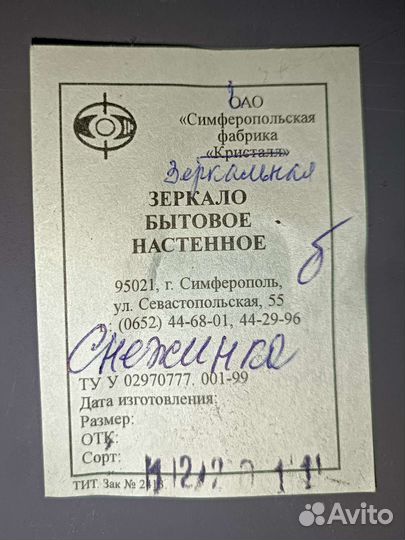 ОАО
«Симферопольская
фабрика
«Кристалл»
Зеркальная
ЗЕРКАЛО
БЫТОВОЕ
НАСТЕННОЕ
95021, г. Симферополь,
ул. Севастопольская, 55
(0652) 44-68-01, 44-29-96
Снежинка
ТУ У 02970777. 001-99
Дата изготовления:
Размер:
ОТК:
Сорт:
ТИТ. Зак №
Avito